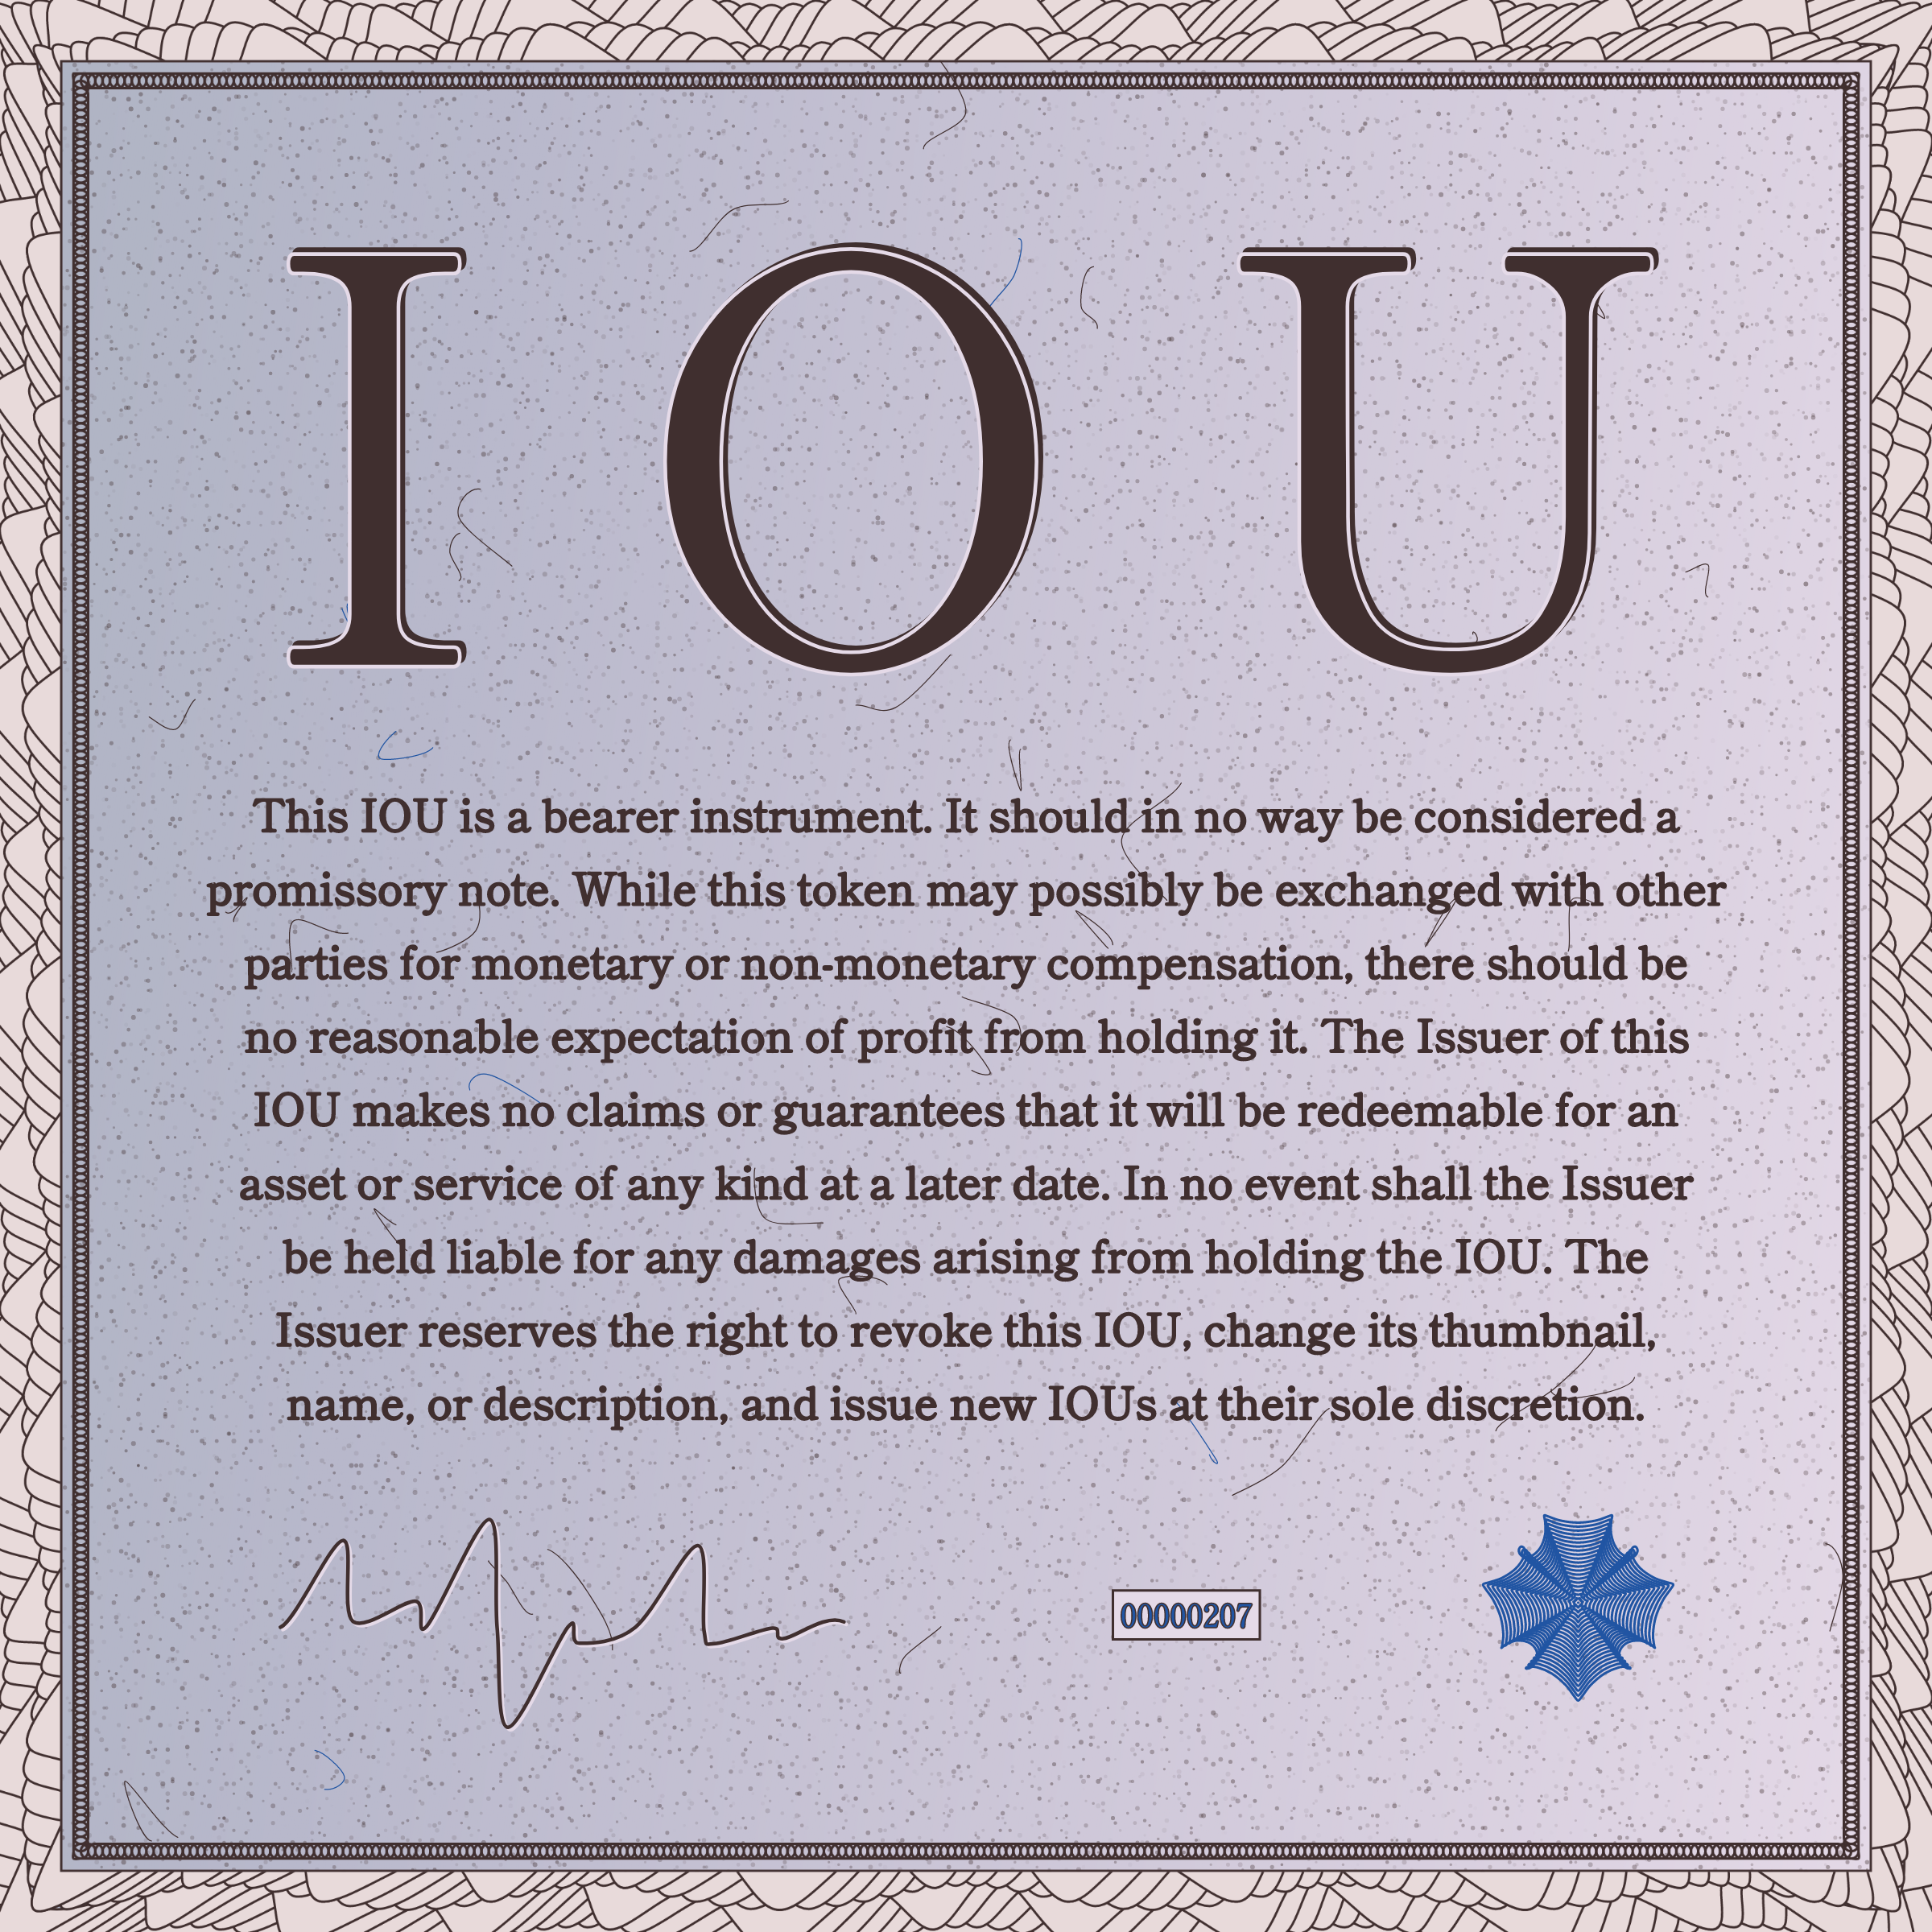 I O U
This IOU is a bearer instrument. It should in no way be considered a
promissory note. While this token may possibly be exchanged with other
parties for monetary or non-monetary compensation, there should be
no reasonable expectation of profit from holding it. The Issuer of this
IOU makes no claims or guarantees that it will be redeemable for an
asset or service of any kind at a later date. In no event shall the Issuer
be held liable for any damages arising from holding the IOU. The
Issuer reserves the right to revoke this IOU, change its thumbnail,
name, or description, and issue new IOUs at their sole discretion.
00000207